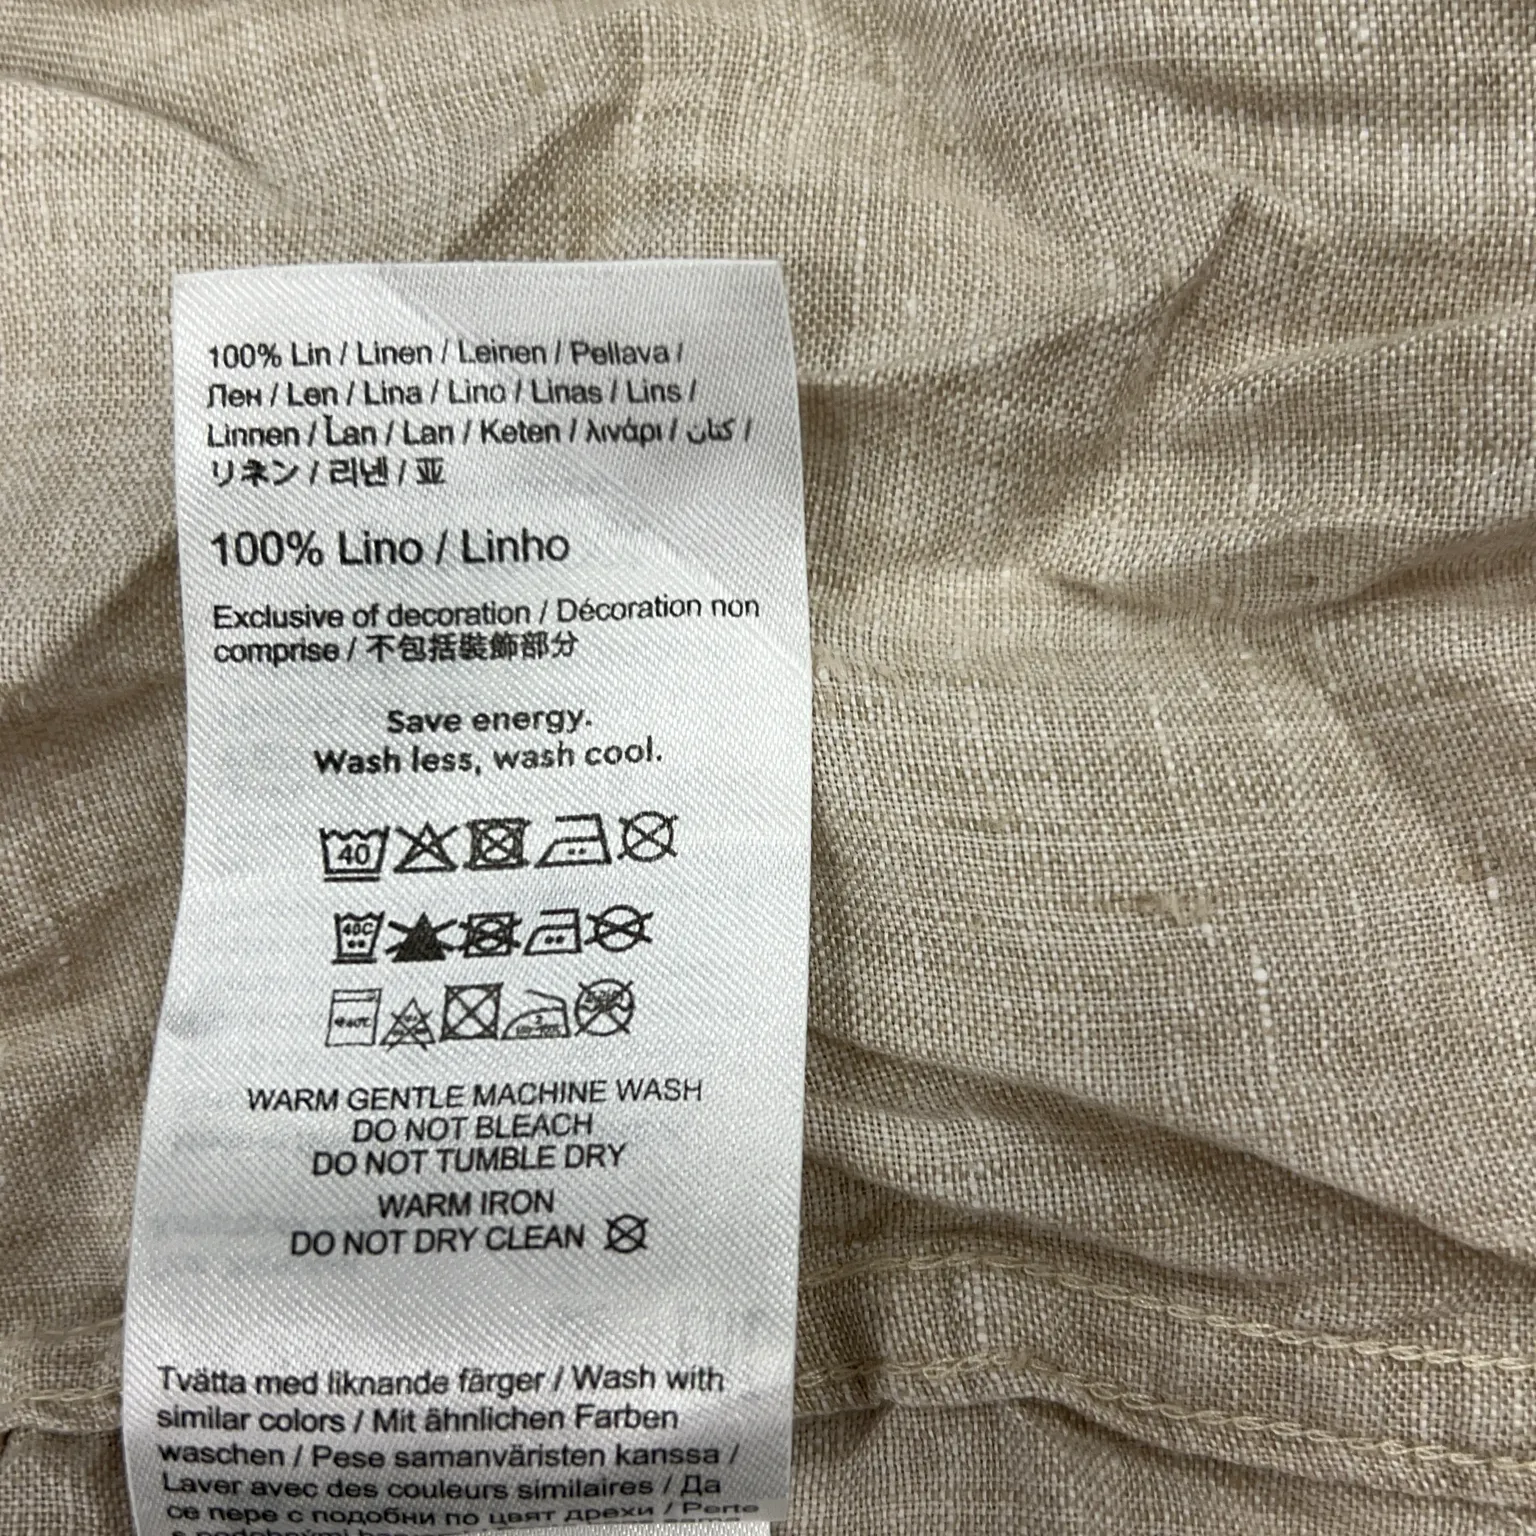 100% Lin / Linen / Leinen / Pellava /
Лен / Len / Lina / Lino / Linas / Lins /
Linnen / Ļan / Lan / Keten / λινάρι / كتان /
リネン / 리넨 / 亚
100% Lino / Linho
Exclusive of decoration / Décoration non
comprise / 不包括裝飾部分
Save energy.
Wash less, wash cool.
40
40C
WARM GENTLE MACHINE WASH
DO NOT BLEACH
DO NOT TUMBLE DRY
WARM IRON
DO NOT DRY CLEAN
Tvätta med liknande färger / Wash with
similar colors / Mit ähnlichen Farben
waschen / Pese samanväristen kanssa /
Laver avec des couleurs similaires / Да
се пере с подобни по цвят дрехи / Perte